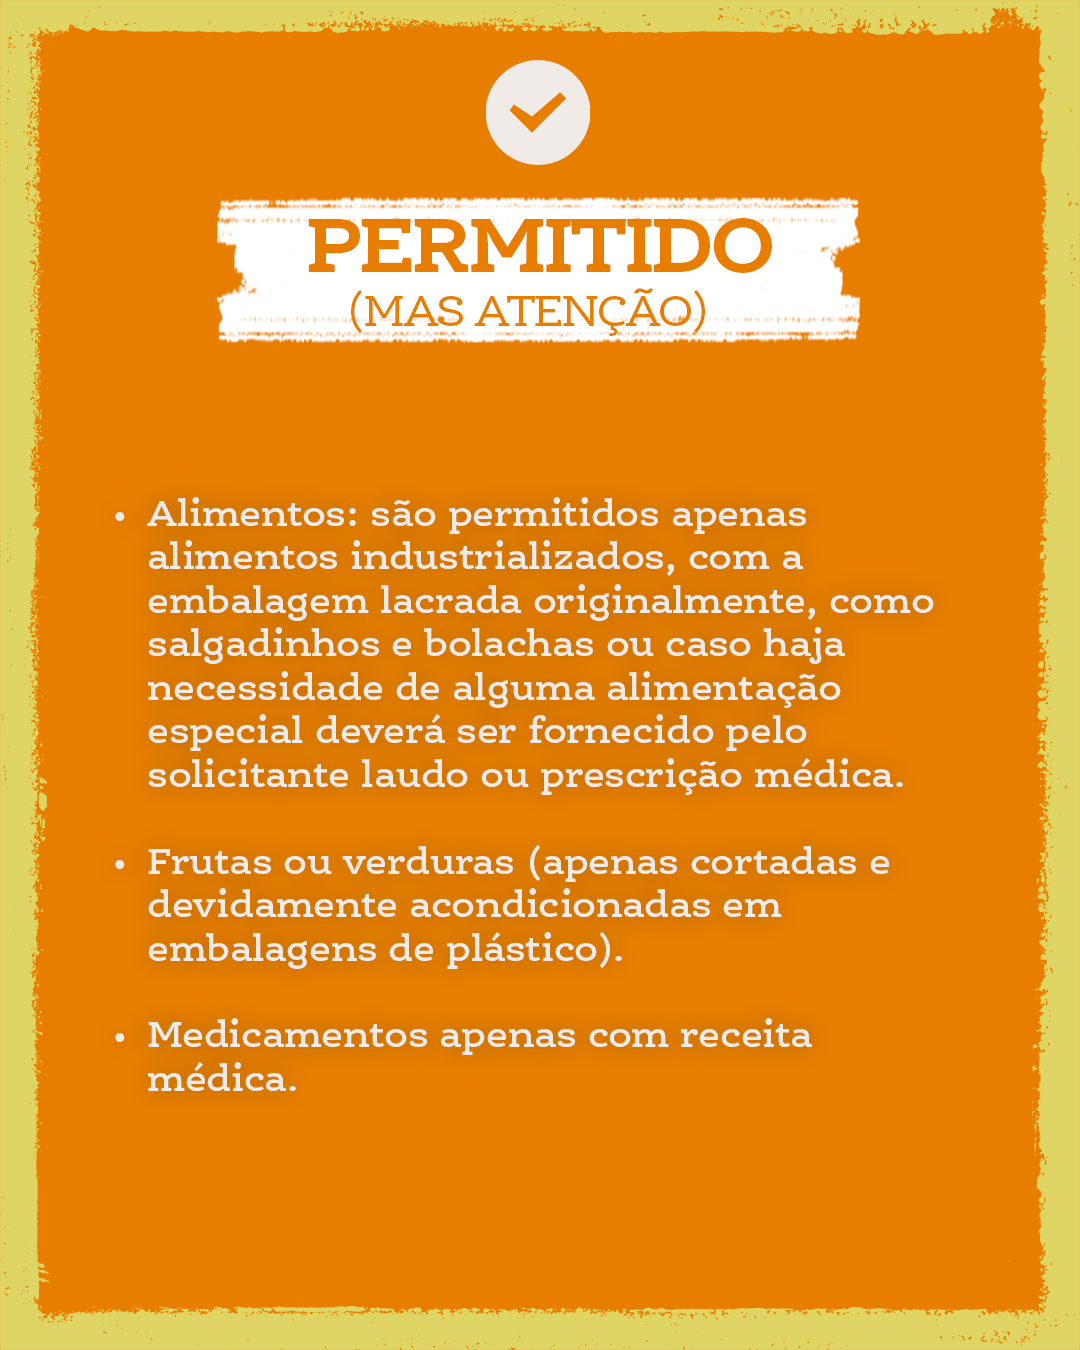 PERMITIDO
(MAS ATENÇÃO)
• Alimentos: são permitidos apenas
alimentos industrializados, com a
embalagem lacrada originalmente, como
salgadinhos e bolachas ou caso haja
necessidade de alguma alimentação
especial deverá ser fornecido pelo
solicitante laudo ou prescrição médica.
• Frutas ou verduras (apenas cortadas e
devidamente acondicionadas em
embalagens de plástico).
• Medicamentos apenas com receita
médica.